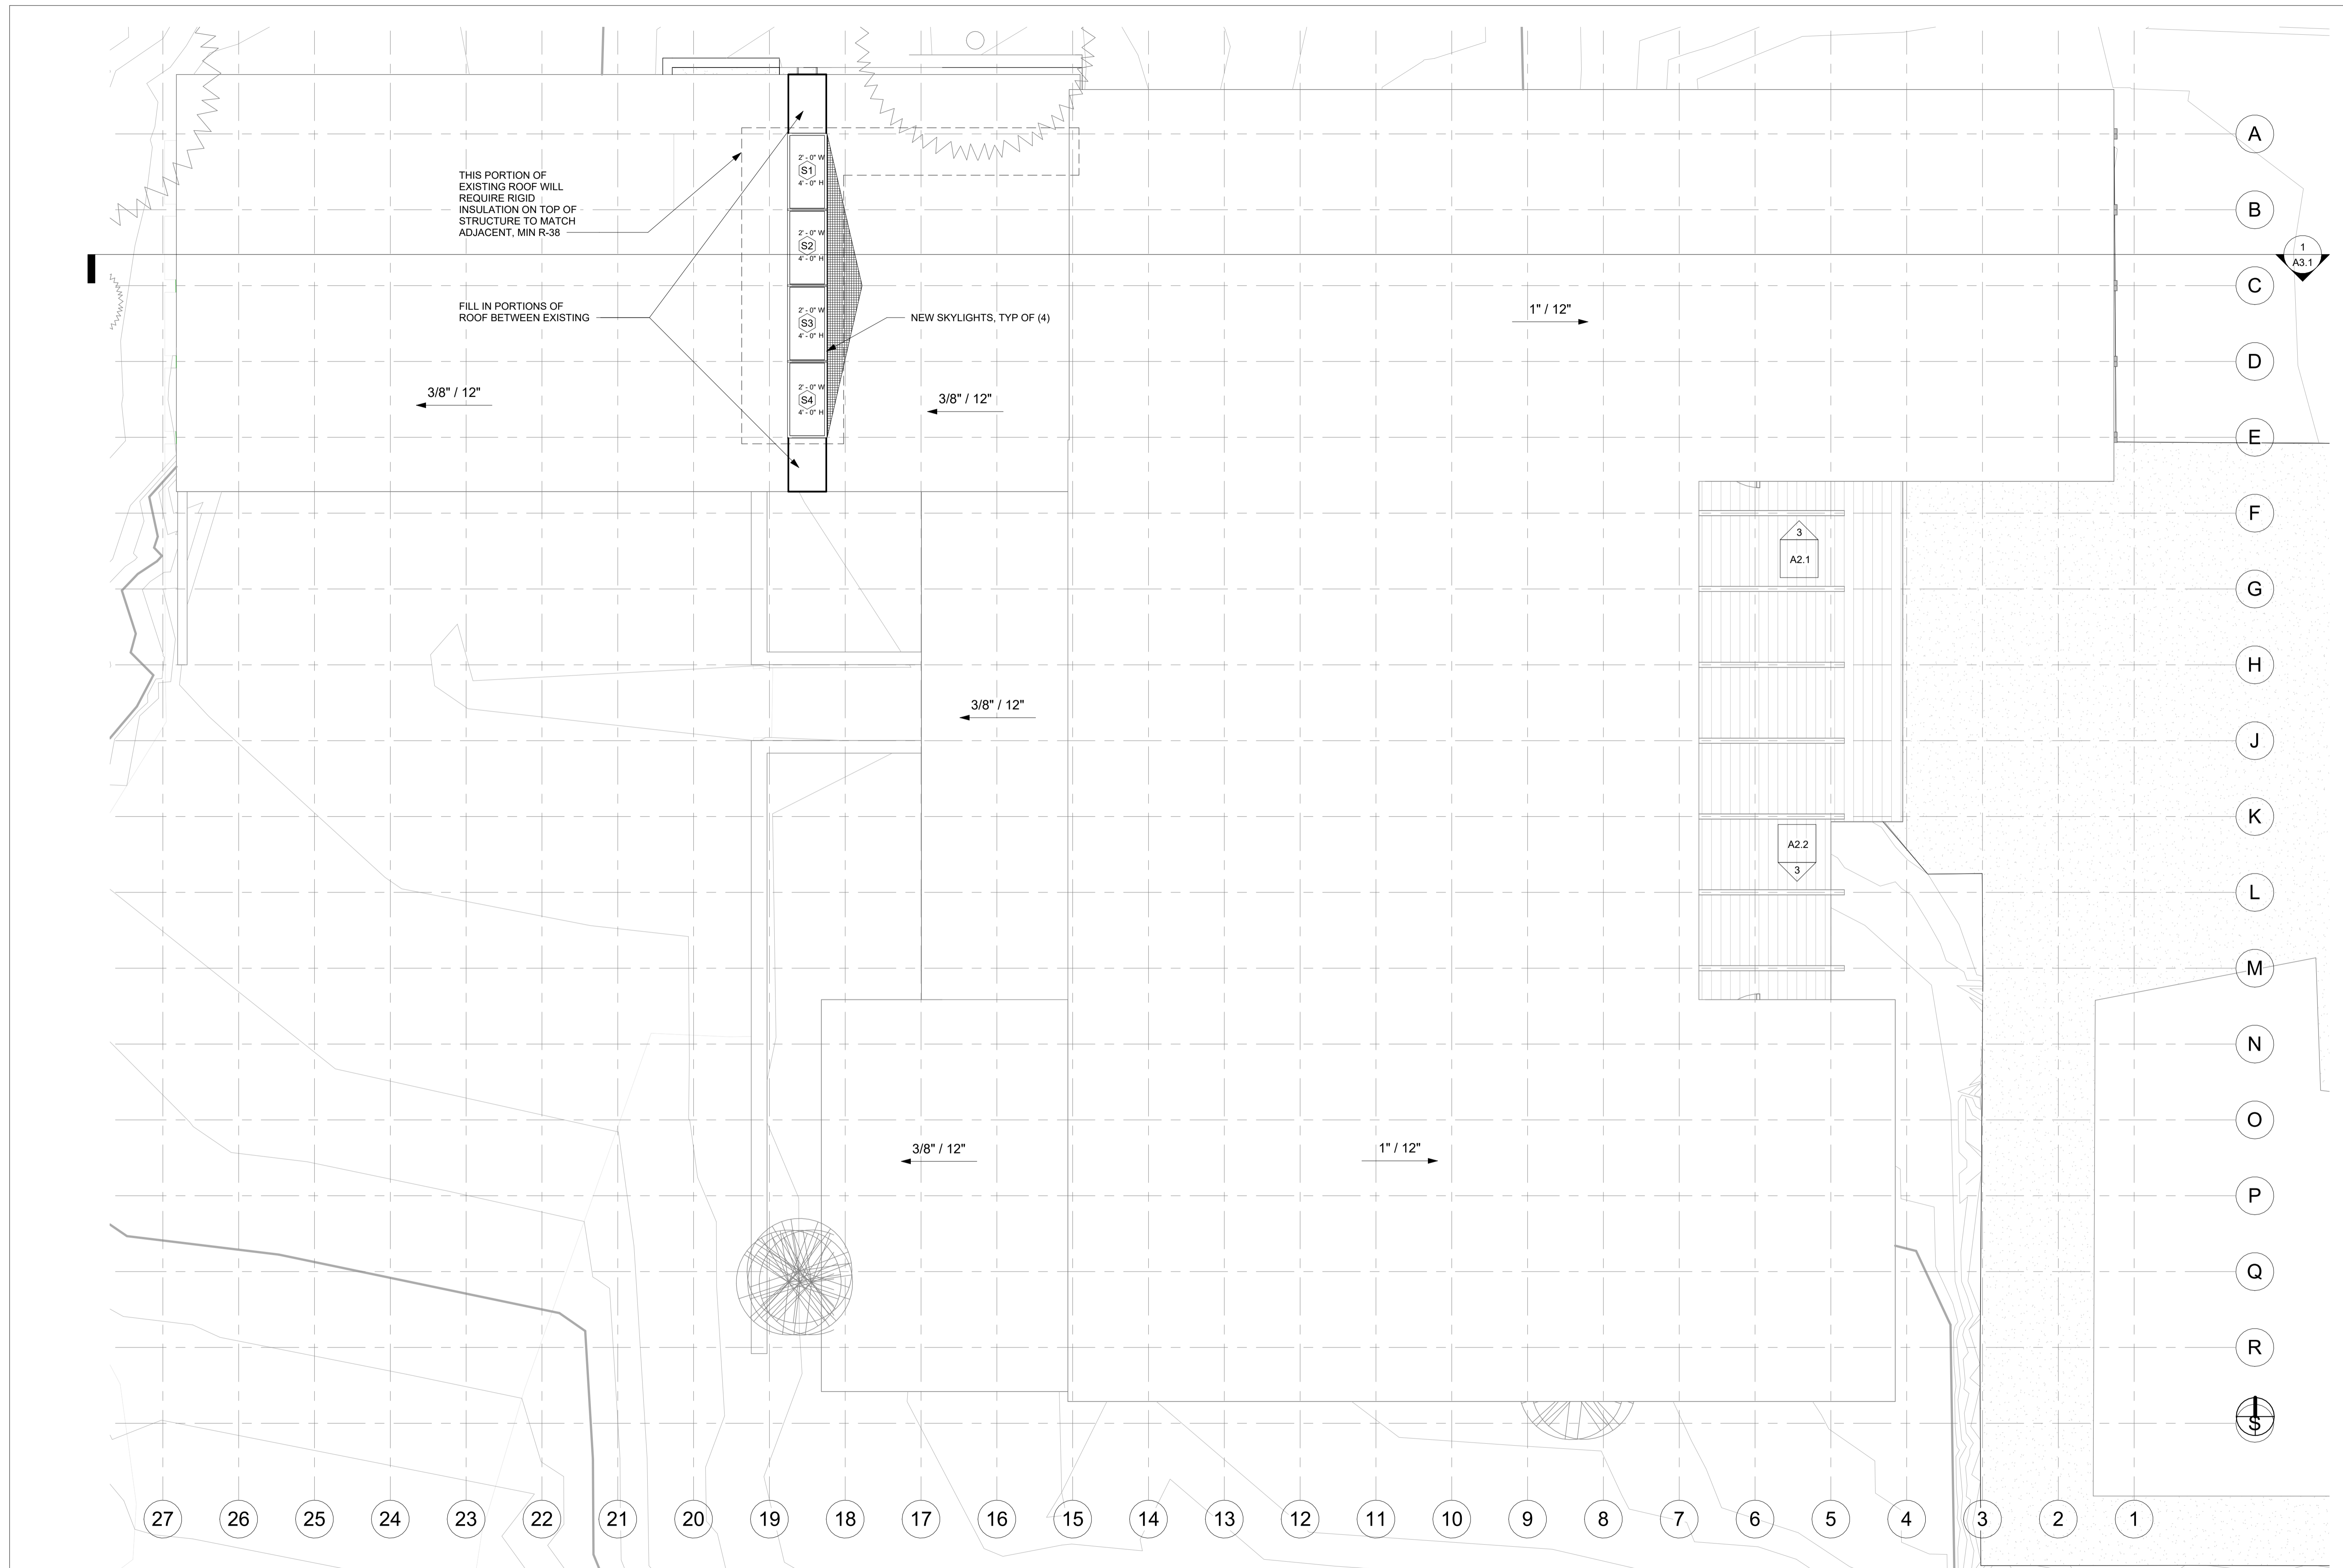 A
2' - 0" W
S1
4' - 0" H
THIS PORTION OF
EXISTING ROOF WILL
REQUIRE RIGID
INSULATION ON TOP OF
STRUCTURE TO MATCH
ADJACENT, MIN R-38
B
2' - 0" W
S2
4' - 0" H
1
A3.1
C
FILL IN PORTIONS OF
ROOF BETWEEN EXISTING
2' - 0" W
S3
4' - 0" H
NEW SKYLIGHTS, TYP OF (4)
1" / 12"
D
3/8" / 12"
2' - 0" W
S4
4' - 0" H
3/8" / 12"
E
F
3
A2.1
G
H
3/8" / 12"
J
K
A2.2
3
L
M
N
O
3/8" / 12"
1" / 12"
P
Q
R
S
27 26 25 24 23 22 21 20 19 18 17 16 15 14 13 12 11 10 9 8 7 6 5 4 3 2 1